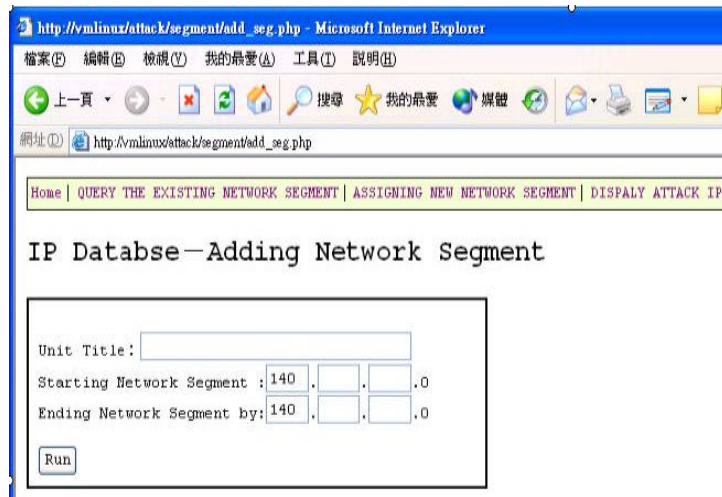 http://vmlinux/attack/segment/add_seg.php - Microsoft Internet Explorer
檔案(F) 編輯(E) 檢視(V) 我的最愛(A) 工具(T) 說明(H)
上一頁 搜尋 我的最愛 媒體
網址(D) http://vmlinux/attack/segment/add_seg.php
Home | QUERY THE EXISTING NETWORK SEGMENT | ASSIGNING NEW NETWORK SEGMENT | DISPALY ATTACK IP
IP Databse－Adding Network Segment
Unit Title:
Starting Network Segment :140 . . .0
Ending Network Segment by:140 . . .0
Run